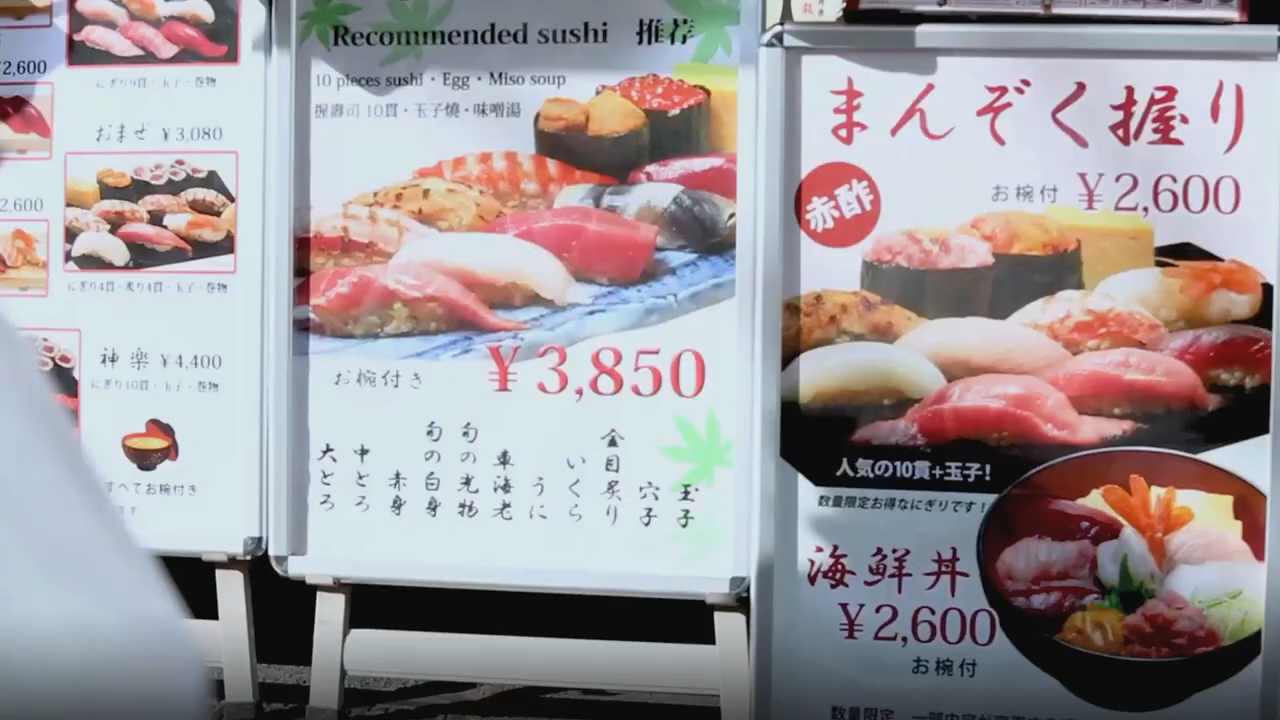 ¥2,600
にぎり9貫・玉子・巻物
おまぜ ¥3,080
2,600
にぎり4貫・炙り4貫・玉子・巻物
神楽 ¥4,400
にぎり10貫・玉子・巻物
すべてお椀付き
Recommended sushi 推荐
10 pieces sushi・Egg・Miso soup
握壽司10貫・玉子燒・味噌湯
お椀付き ¥3,850
大とろ
中とろ
赤身
旬の白身
旬の光物
車海老
うに
いくら
金目炙り
穴子
玉子
まんぞく握り
お椀付 ¥2,600
赤酢
人気の10貫+玉子!
数量限定お得なにぎりです!
海鮮丼
¥2,600
お椀付
数量限定